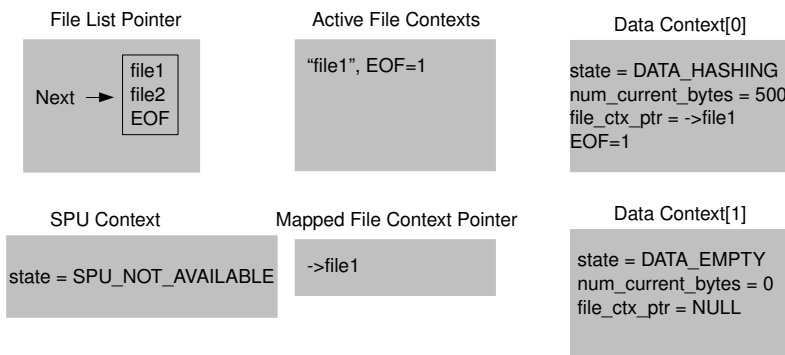 File List Pointer
Next
file1
file2
EOF
Active File Contexts
“file1”, EOF=1
Data Context[0]
state = DATA_HASHING
num_current_bytes = 500
file_ctx_ptr = ->file1
EOF=1
SPU Context
state = SPU_NOT_AVAILABLE
Mapped File Context Pointer
->file1
Data Context[1]
state = DATA_EMPTY
num_current_bytes = 0
file_ctx_ptr = NULL